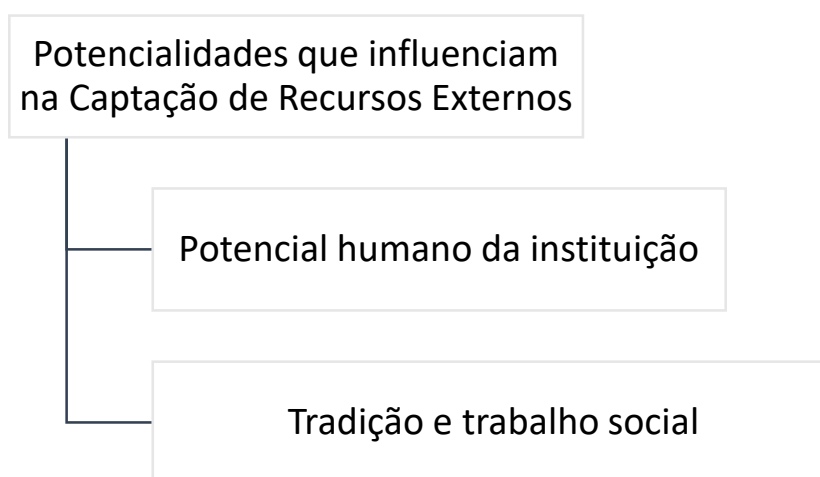 Potencialidades que influenciam
na Captação de Recursos Externos
Potencial humano da instituição
Tradição e trabalho social